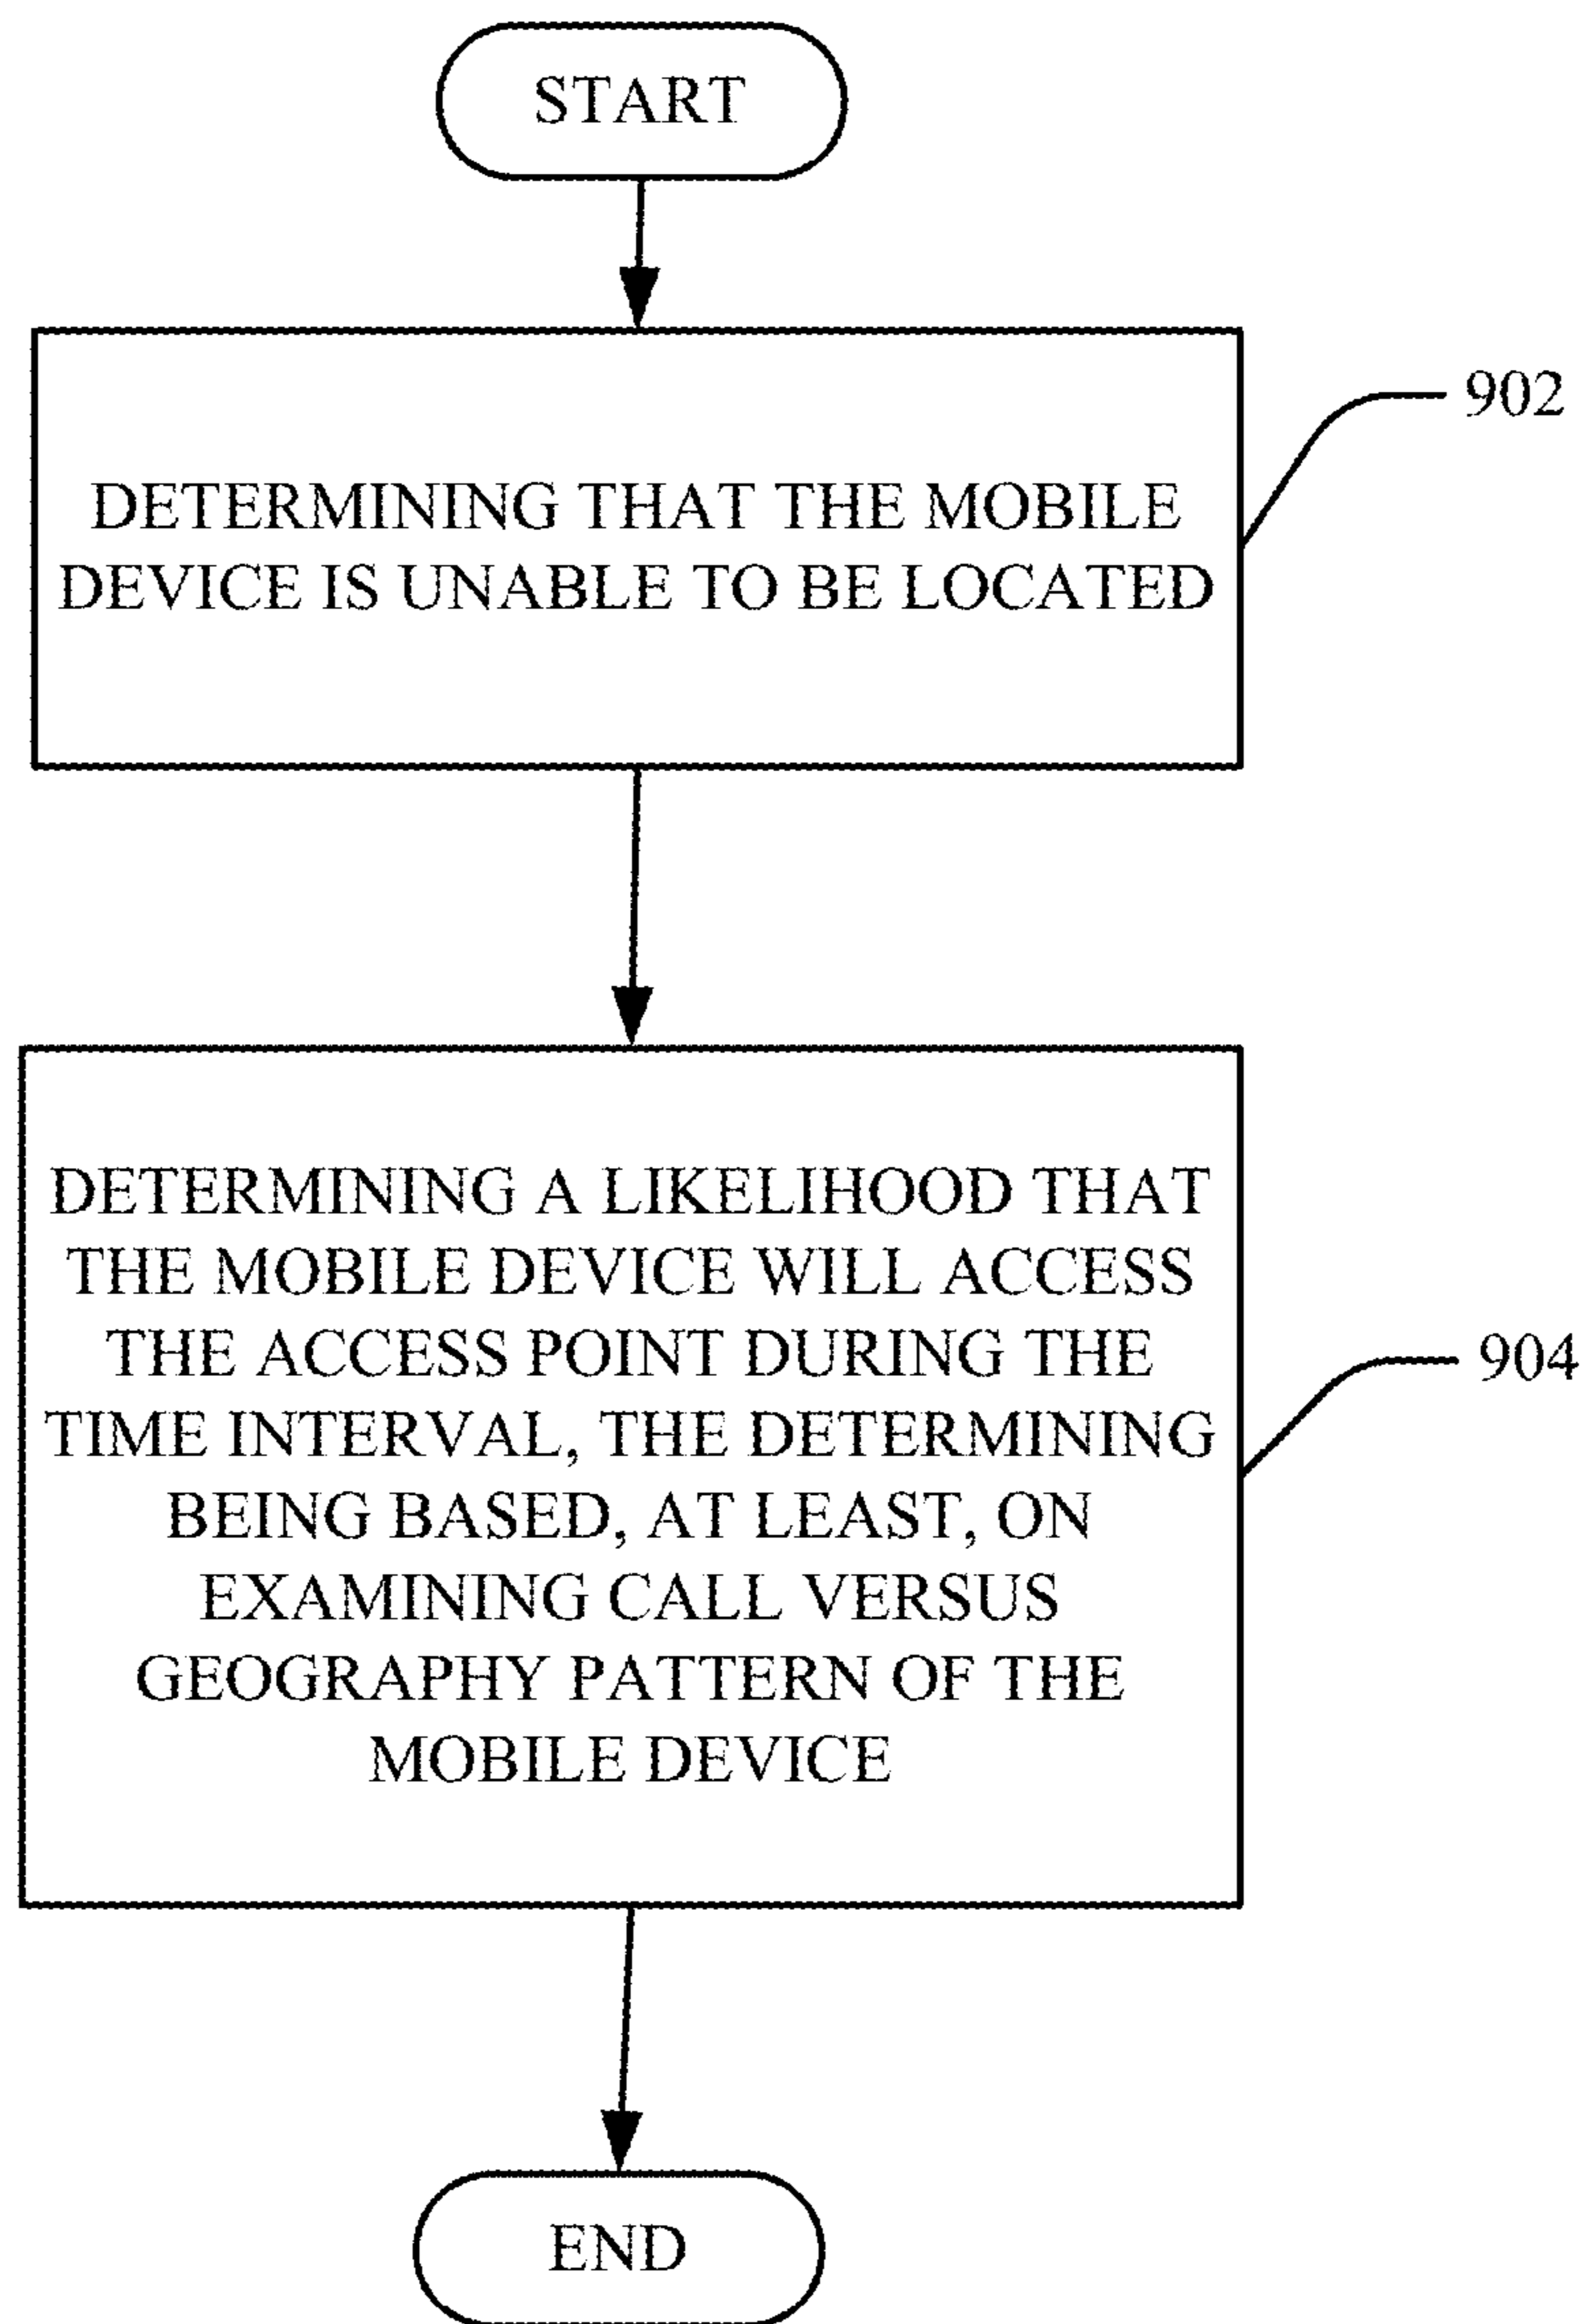 START
902
DETERMINING THAT THE MOBILE
DEVICE IS UNABLE TO BE LOCATED
DETERMINING A LIKELIHOOD THAT
THE MOBILE DEVICE WILL ACCESS
THE ACCESS POINT DURING THE
904
TIME INTERVAL, THE DETERMINING
BEING BASED, AT LEAST, ON
EXAMINING CALL VERSUS
GEOGRAPHY PATTERN OF THE
MOBILE DEVICE
END